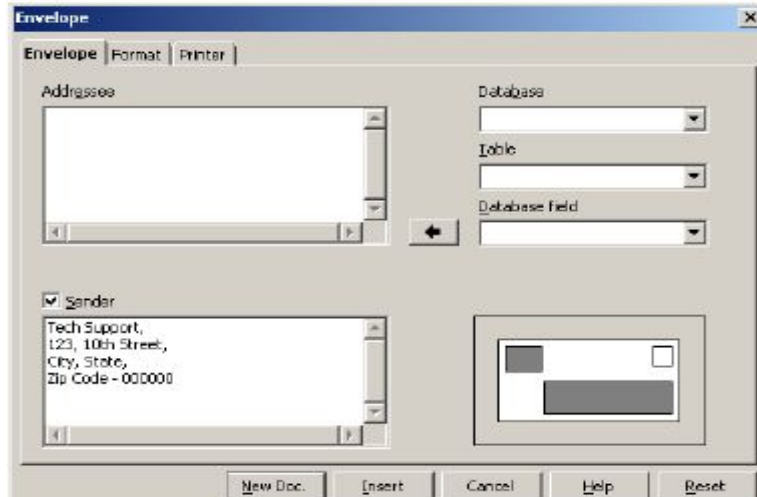 Envelope
Envelope Format Printer
Addressee
Database
Table
Database field
Sender
Tech Support,
123, 10th Street,
City, State,
Zip Code - 000000
New Doc. Insert Cancel Help Reset